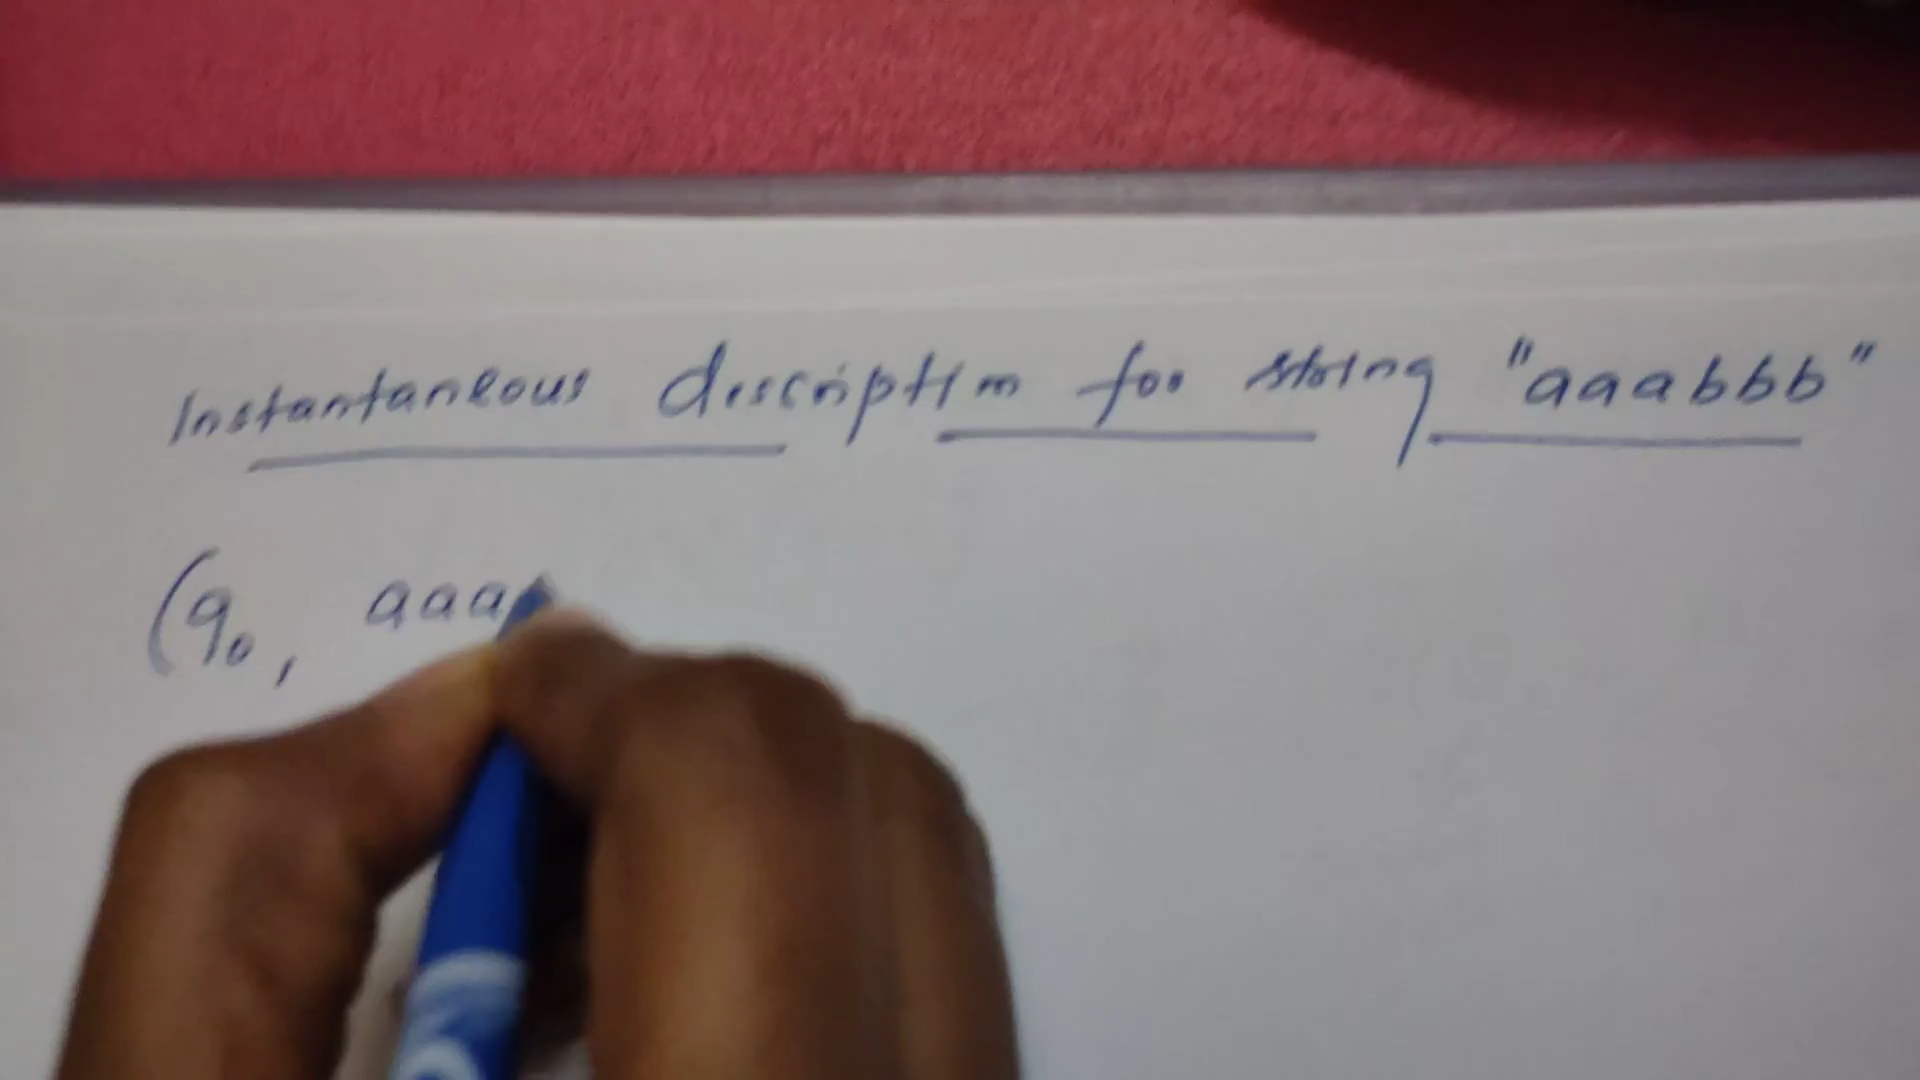 Instantaneous description for string "aaabbb"
(q₀, aaa